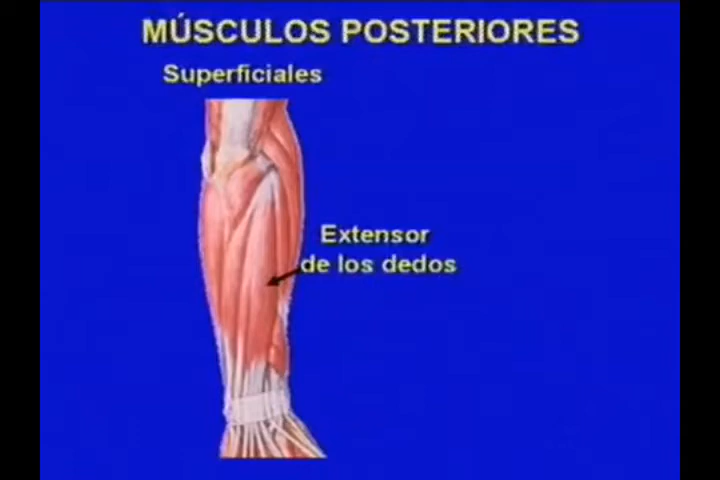 MÚSCULOS POSTERIORES
Superficiales
Extensor
de los dedos